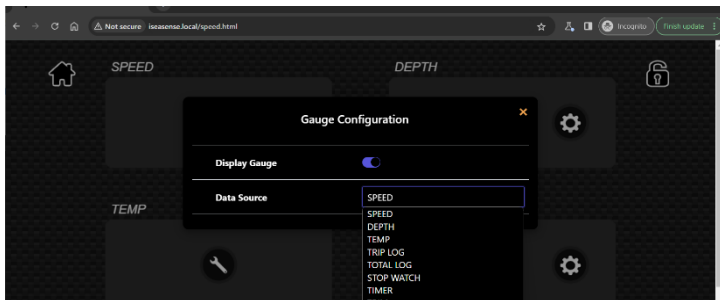 Not secure iseasense.local/speed.html
Incognito
Finish update
SPEED
DEPTH
Gauge Configuration
Display Gauge
Data Source
SPEED
SPEED
DEPTH
TEMP
TRIP LOG
TOTAL LOG
STOP WATCH
TIMER
TEMP